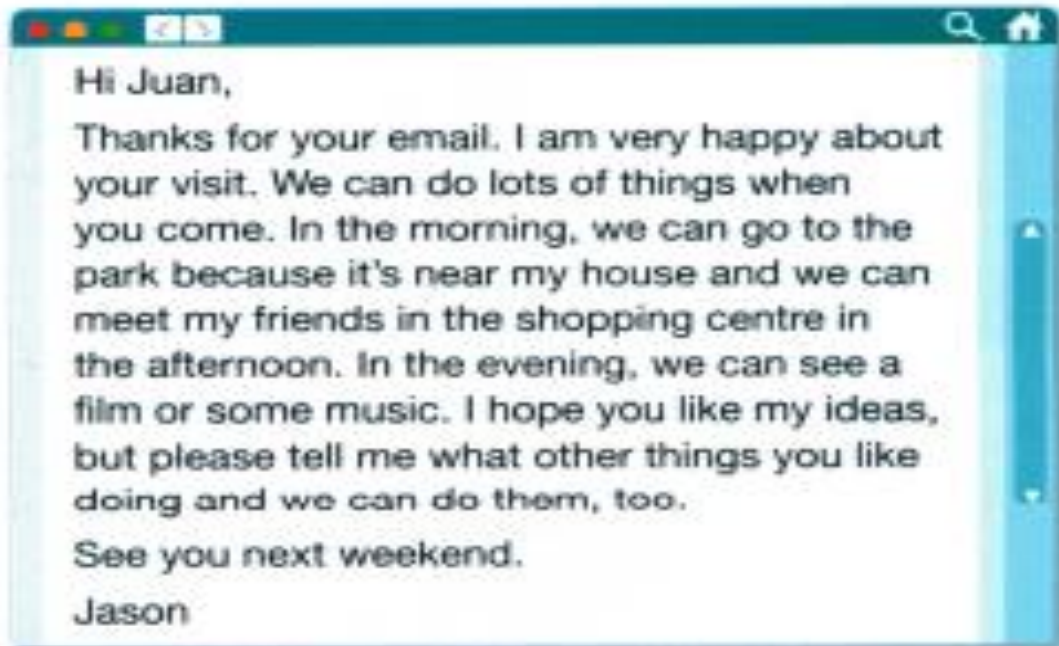 Hi Juan,
Thanks for your email. I am very happy about
your visit. We can do lots of things when
you come. In the morning, we can go to the
park because it's near my house and we can
meet my friends in the shopping centre in
the afternoon. In the evening, we can see a
film or some music. I hope you like my ideas,
but please tell me what other things you like
doing and we can do them, too.
See you next weekend.
Jason